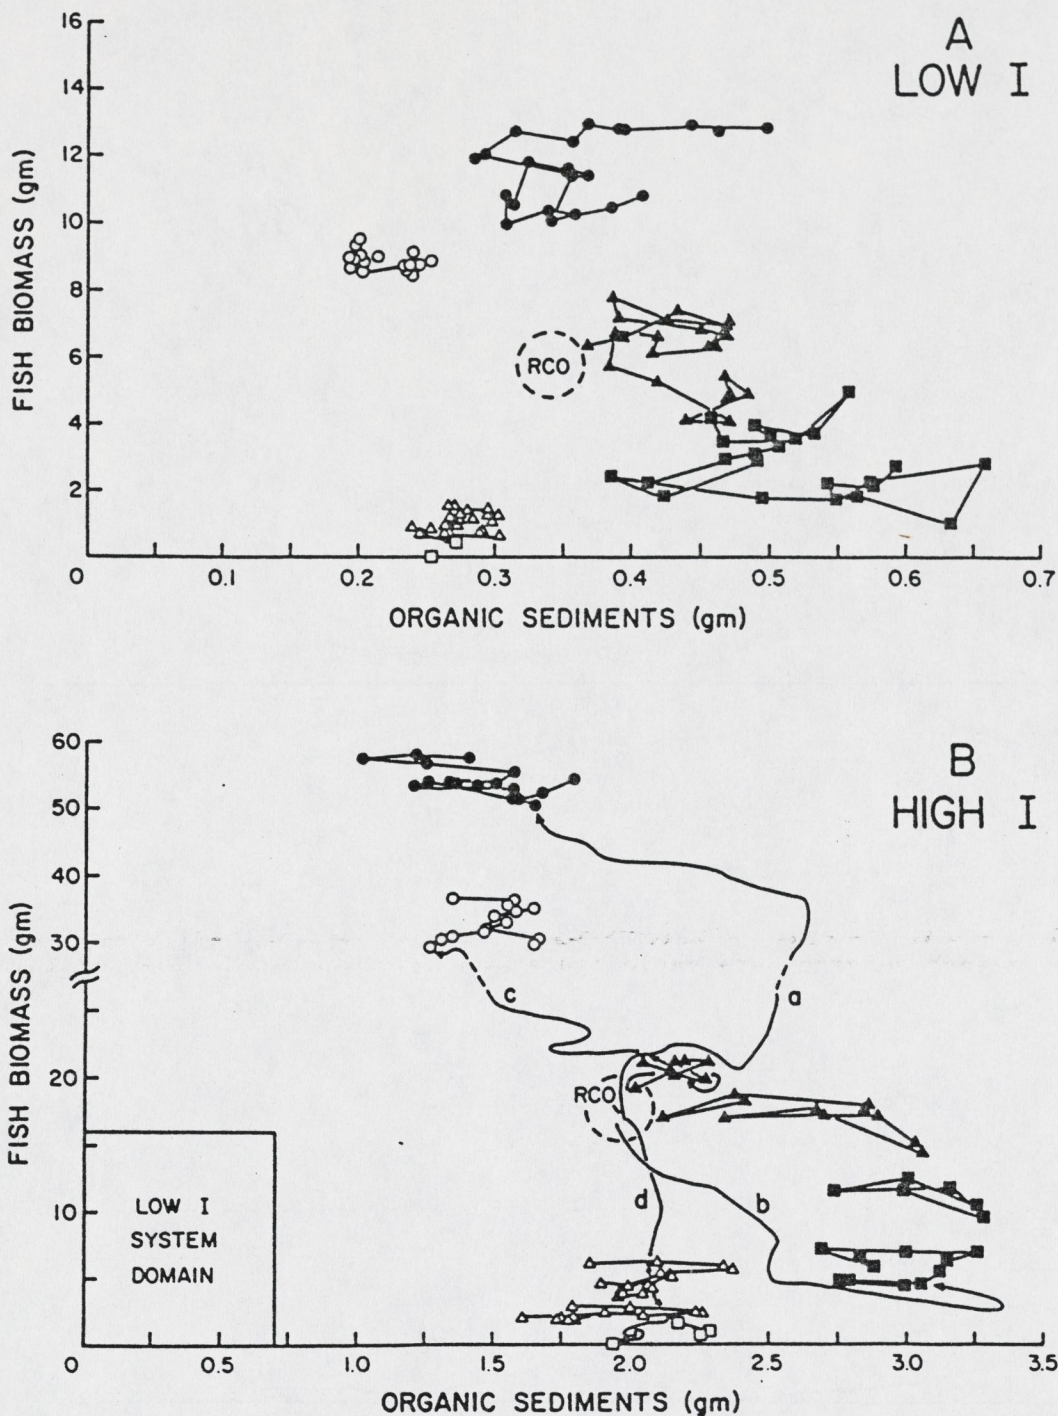 A
LOW I
FISH BIOMASS (gm)
16
14
12
10
8
6
4
2
RCO
0
0.1
0.2
0.3
0.4
0.5
0.6
0.7
ORGANIC SEDIMENTS (gm)
B
HIGH I
FISH BIOMASS (gm)
60
50
40
30
20
10
c
a
RCO
d
b
LOW I
SYSTEM
DOMAIN
0
1.0
1.5
2.0
2.5
3.0
3.5
ORGANIC SEDIMENTS (gm)